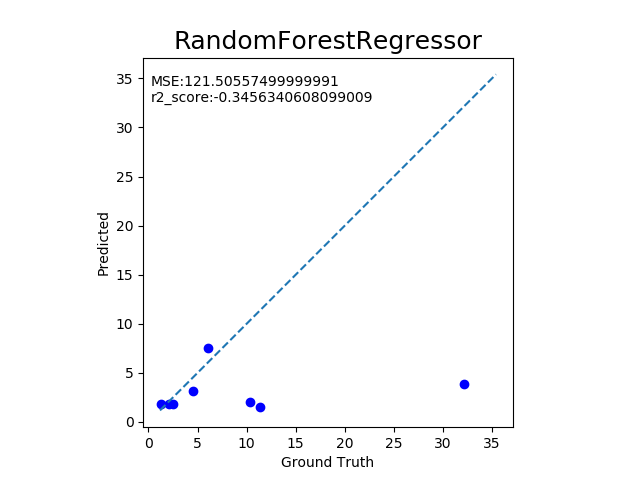 RandomForestRegressor
MSE:121.50557499999991
r2_score:-0.3456340608099009
35
30
25
20
15
10
5
0
Predicted
0 5 10 15 20 25 30 35
Ground Truth